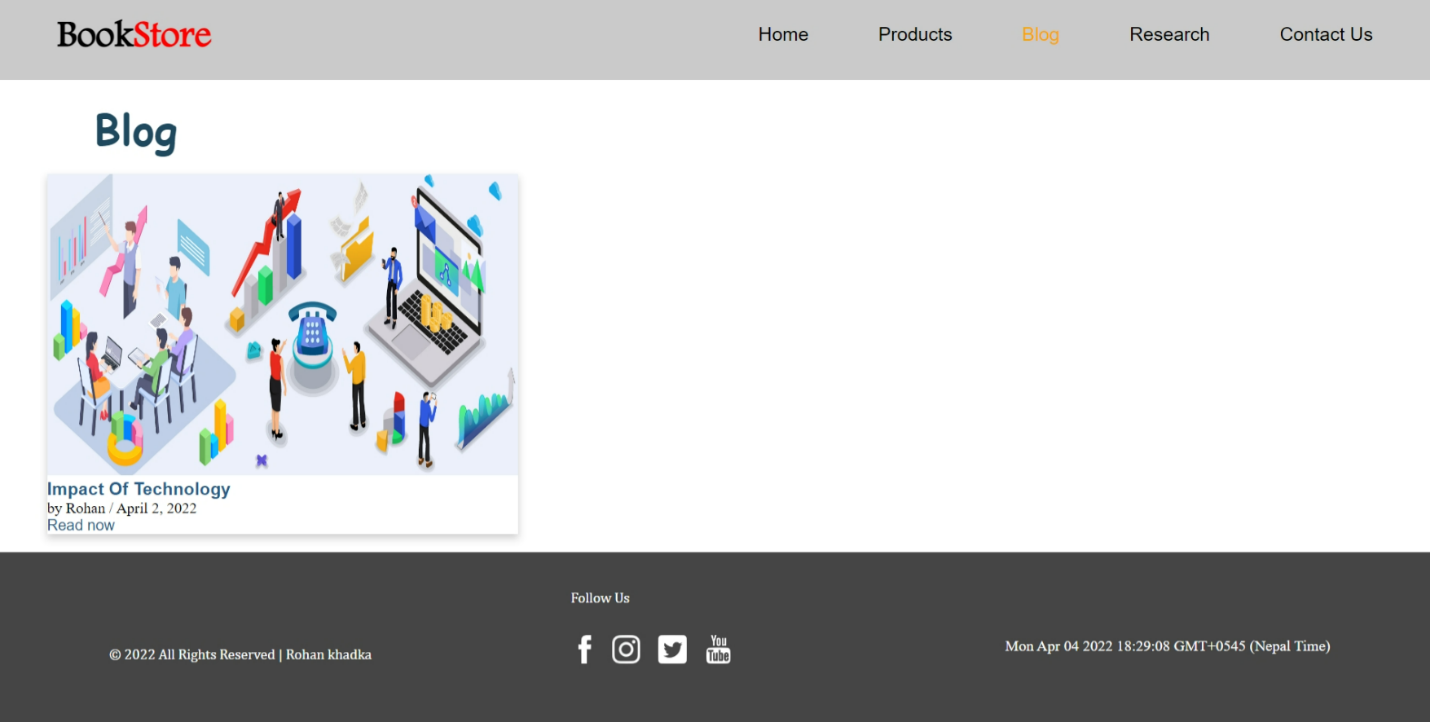 BookStore
Home Products Blog Research Contact Us
Blog
Impact Of Technology
by Rohan / April 2, 2022
Read now
Follow Us
You
Tube
© 2022 All Rights Reserved | Rohan khadka
Mon Apr 04 2022 18:29:08 GMT+0545 (Nepal Time)